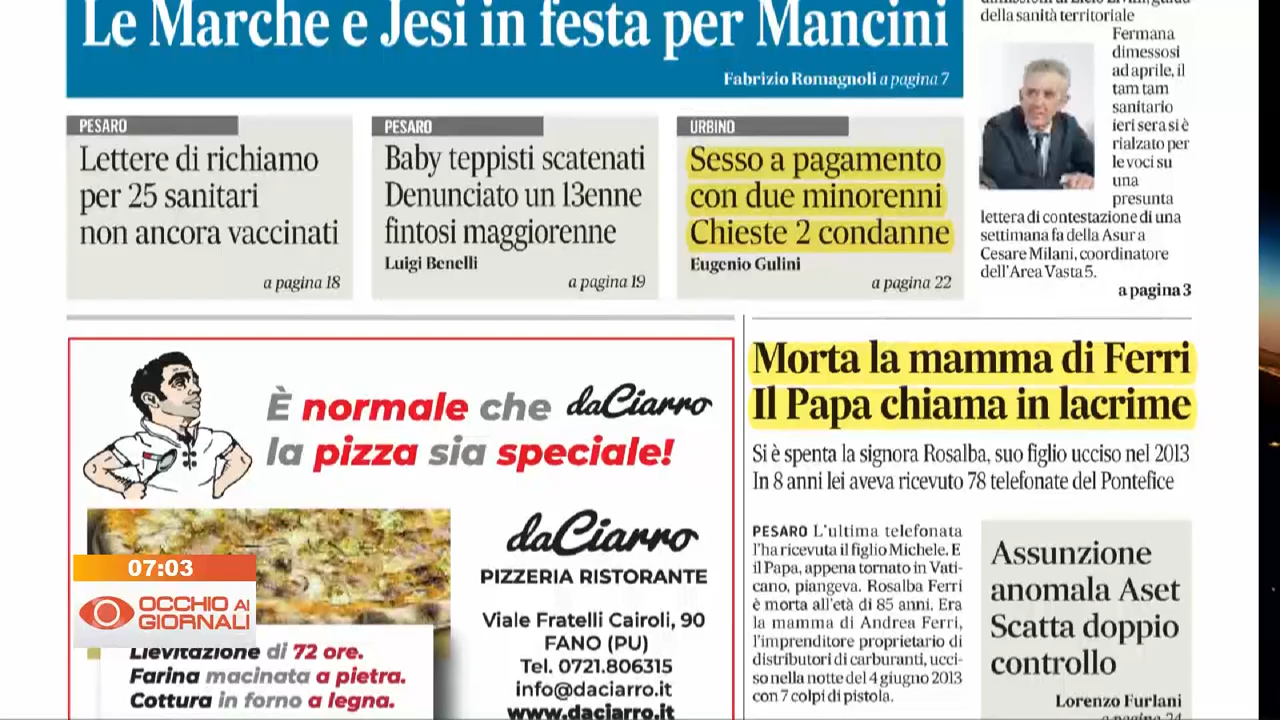 Le Marche e Jesi in festa per Mancini
Fabrizio Romagnoli a pagina 7
PESARO
Lettere di richiamo
per 25 sanitari
non ancora vaccinati
a pagina 18
PESARO
Baby teppisti scatenati
Denunciato un 13enne
fintosi maggiorenne
Luigi Benelli
a pagina 19
URBINO
Sesso a pagamento
con due minorenni
Chieste 2 condanne
Eugenio Gulini
a pagina 22
della sanità territoriale
Fermana
dimessosi
ad aprile, il
tam tam
sanitario
ieri sera si è
rialzato per
le voci su
una
presunta
lettera di contestazione di una
settimana fa della Asur a
Cesare Milani, coordinatore
dell'Area Vasta 5.
a pagina 3
È normale che daCiarro
la pizza sia speciale!
daCiarro
PIZZERIA RISTORANTE
Viale Fratelli Cairoli, 90
FANO (PU)
Tel. 0721.806315
info@daciarro.it
www.daciarro.it
07:03
OCCHIO AI
GIORNALI
Lievitazione di 72 ore.
Farina macinata a pietra.
Cottura in forno a legna.
Morta la mamma di Ferri
Il Papa chiama in lacrime
Si è spenta la signora Rosalba, suo figlio ucciso nel 2013
In 8 anni lei aveva ricevuto 78 telefonate del Pontefice
PESARO L'ultima telefonata
l'ha ricevuta il figlio Michele. E
il Papa, appena tornato in Vati-
cano, piangeva. Rosalba Ferri
è morta all'età di 85 anni. Era
la mamma di Andrea Ferri,
l'imprenditore proprietario di
distributori di carburanti, ucci-
so nella notte del 4 giugno 2013
con 7 colpi di pistola.
Assunzione
anomala Aset
Scatta doppio
controllo
Lorenzo Furlani
a pagina 24